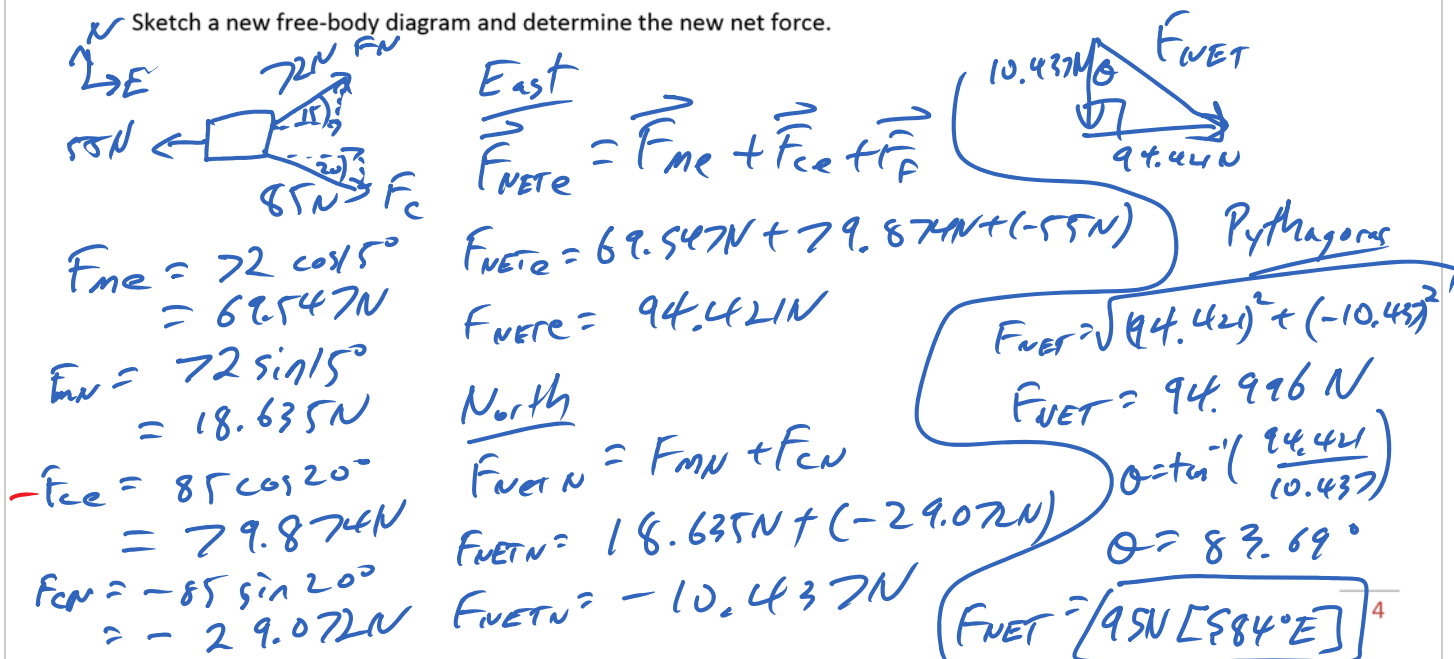 Sketch a new free-body diagram and determine the new net force.
N
E
72N FN
15
55N
20
85N Fc
Fme = 72 cos15°
= 69.547N
FmN = 72 sin15°
= 18.635N
-Fce = 85 cos20°
= 79.874N
FcN = -85 sin 20°
= -29.072N
East
FNETe = Fme + Fce + FF
FNETe = 69.547N + 79.874N + (-55N)
FNETe = 94.421N
North
FNETN = FmN + FcN
FNETN = 18.635N + (-29.072N)
FNETN = -10.437N
10.437N θ FNET
94.421N
Pythagoras
FNET = √(94.421)² + (-10.437)²
FNET = 94.996 N
θ = tan⁻¹(94.421/10.437)
θ = 83.69°
FNET = 95N [S84°E]
4